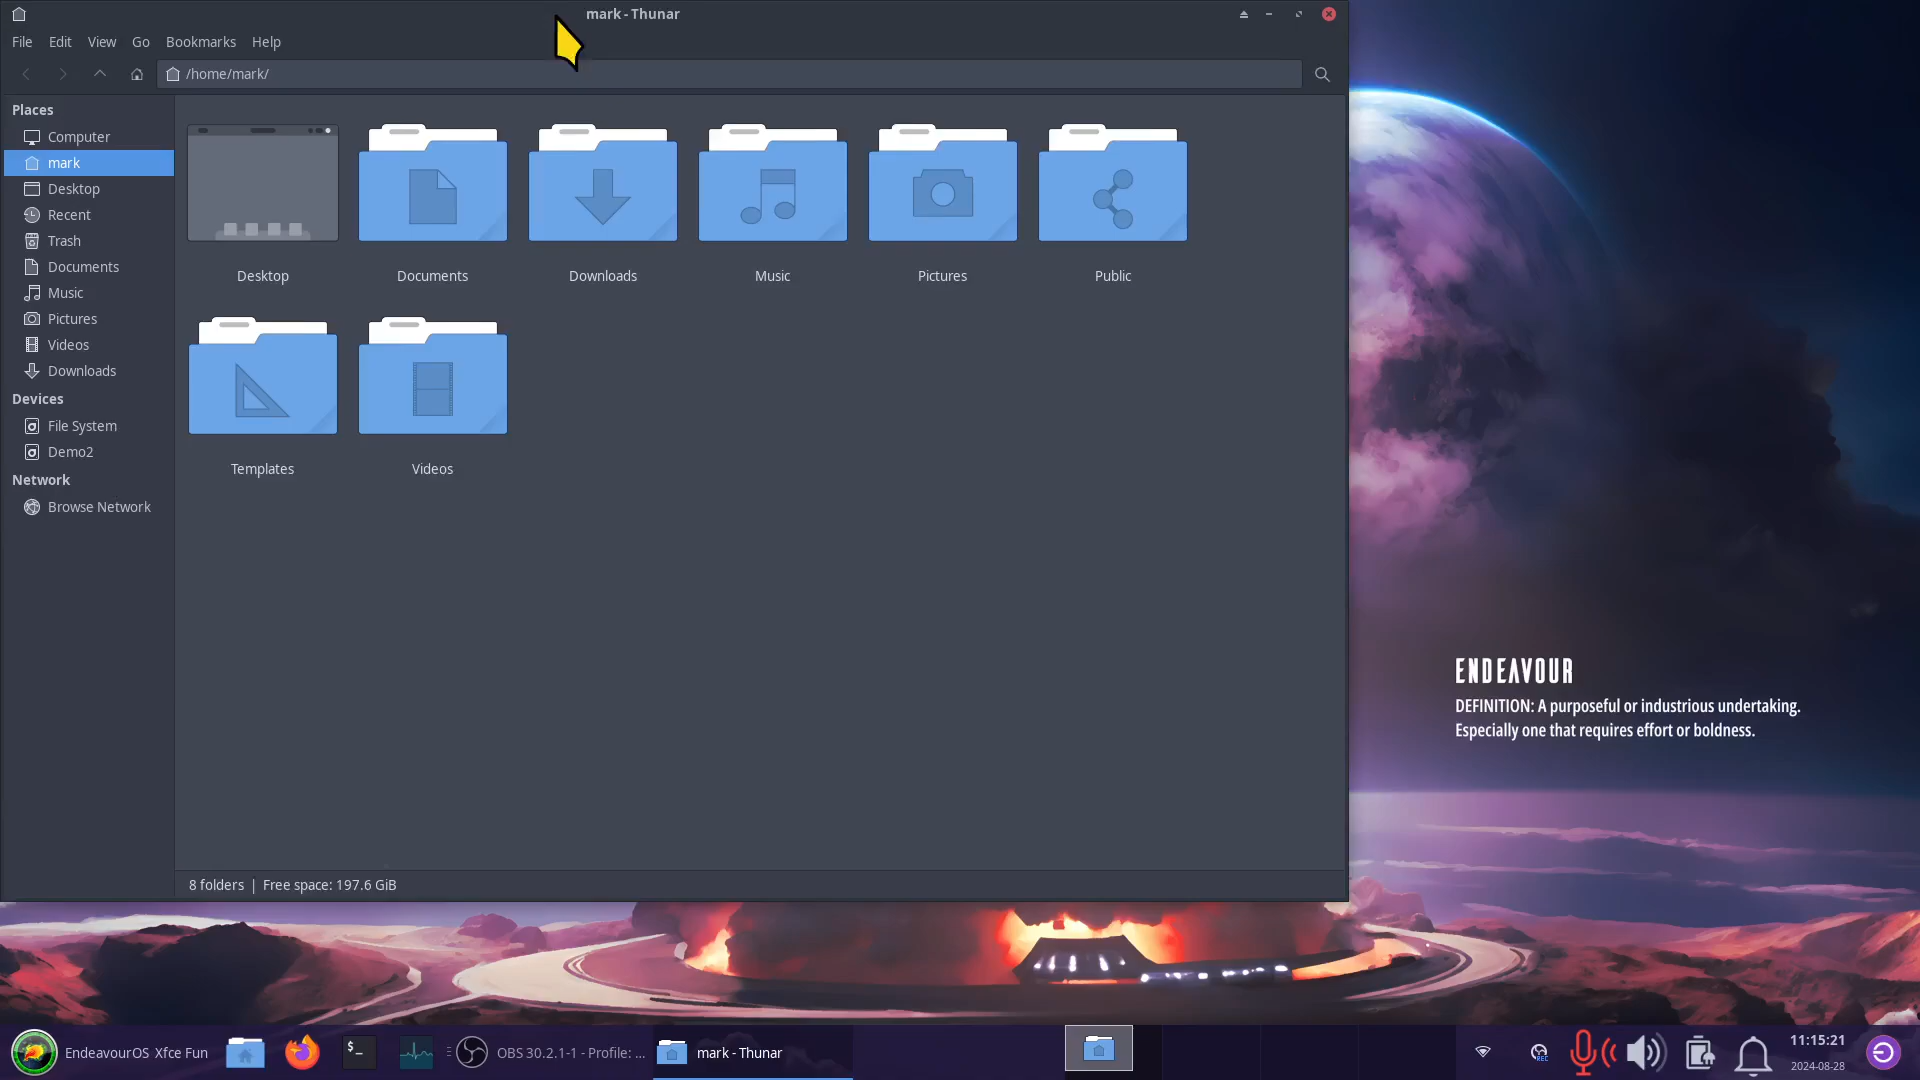 mark - Thunar
File Edit View Go Bookmarks Help
/home/mark/
Places
Computer
mark
Desktop
Recent
Trash
Documents
Music
Pictures
Videos
Downloads
Devices
File System
Demo2
Network
Browse Network
Desktop Documents Downloads Music Pictures Public
Templates Videos
8 folders | Free space: 197.6 GiB
ENDEAVOUR
DEFINITION: A purposeful or industrious undertaking.
Especially one that requires effort or boldness.
EndeavourOS Xfce Fun
$_
OBS 30.2.1-1 - Profile: ...
mark - Thunar
REC
11:15:21
2024-08-28